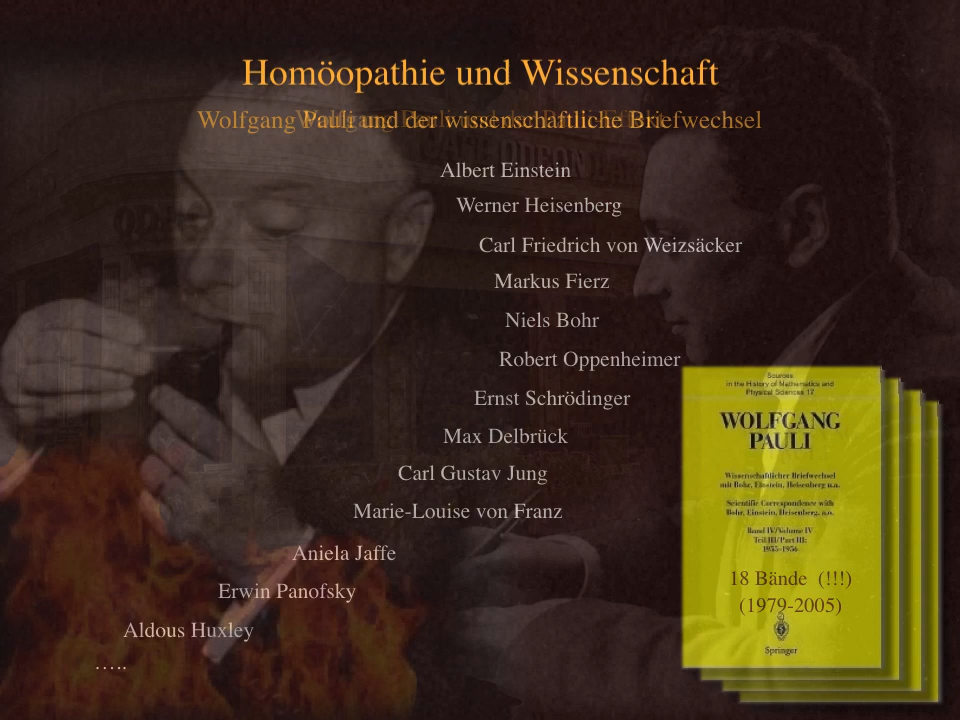 Homöopathie und Wissenschaft
Wolfgang Pauli und der wissenschaftliche Briefwechsel
Albert Einstein
Werner Heisenberg
Carl Friedrich von Weizsäcker
Markus Fierz
Niels Bohr
Robert Oppenheimer
Ernst Schrödinger
Max Delbrück
Carl Gustav Jung
Marie-Louise von Franz
Aniela Jaffe
Erwin Panofsky
Aldous Huxley
…..
Sources
in the History of Mathematics and
Physical Sciences 17
WOLFGANG
PAULI
Wissenschaftlicher Briefwechsel
mit Bohr, Einstein, Heisenberg u.a.
Scientific Correspondence with
Bohr, Einstein, Heisenberg, a.o.
Band IV/Volume IV
Teil III/Part III:
1955–1956
18 Bände (!!!)
(1979-2005)
Springer